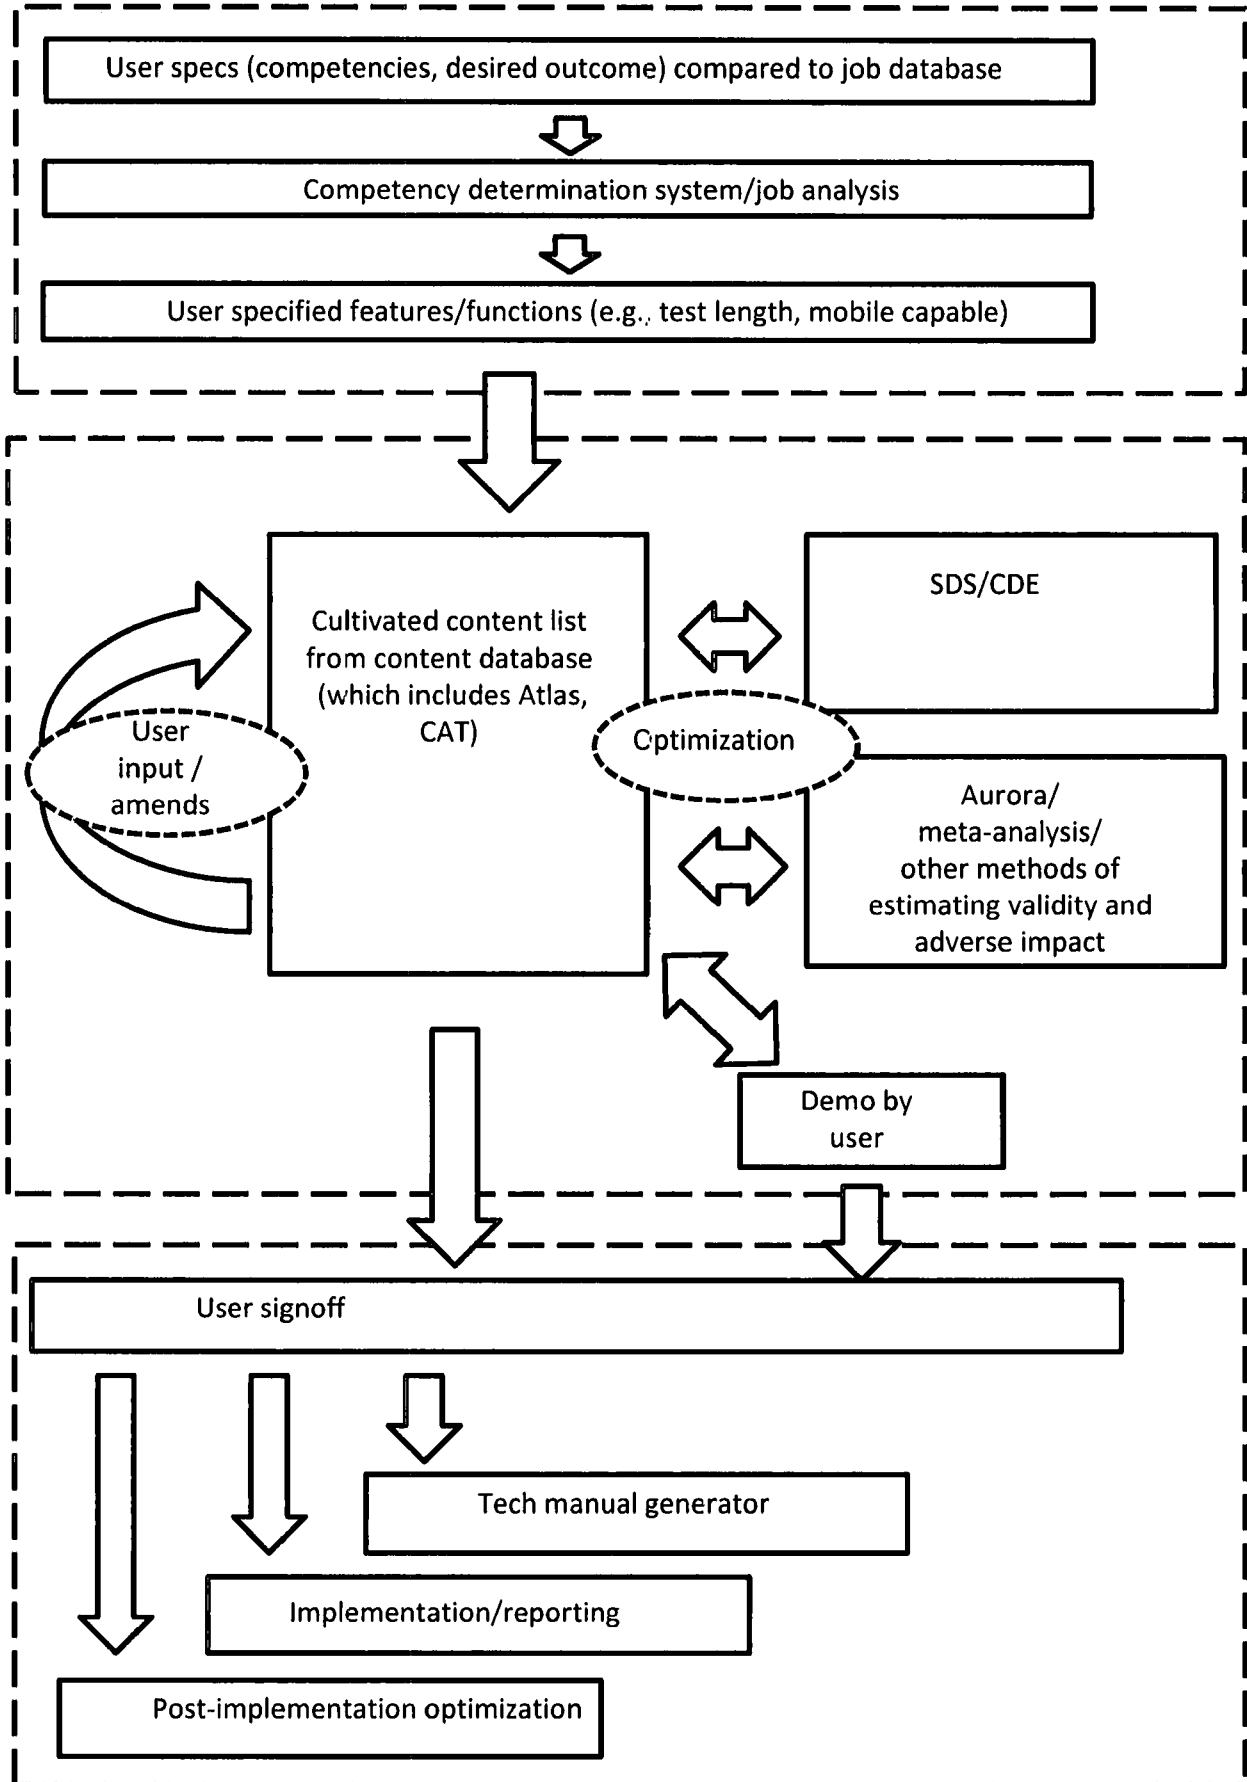 User specs (competencies, desired outcome) compared to job database
Competency determination system/job analysis
User specified features/functions (e.g., test length, mobile capable)
Cultivated content list
from content database
(which includes Atlas,
CAT)
SDS/CDE
User
input /
amends
Optimization
Aurora/
meta-analysis/
other methods of
estimating validity and
adverse impact
Demo by
user
User signoff
Tech manual generator
Implementation/reporting
Post-implementation optimization